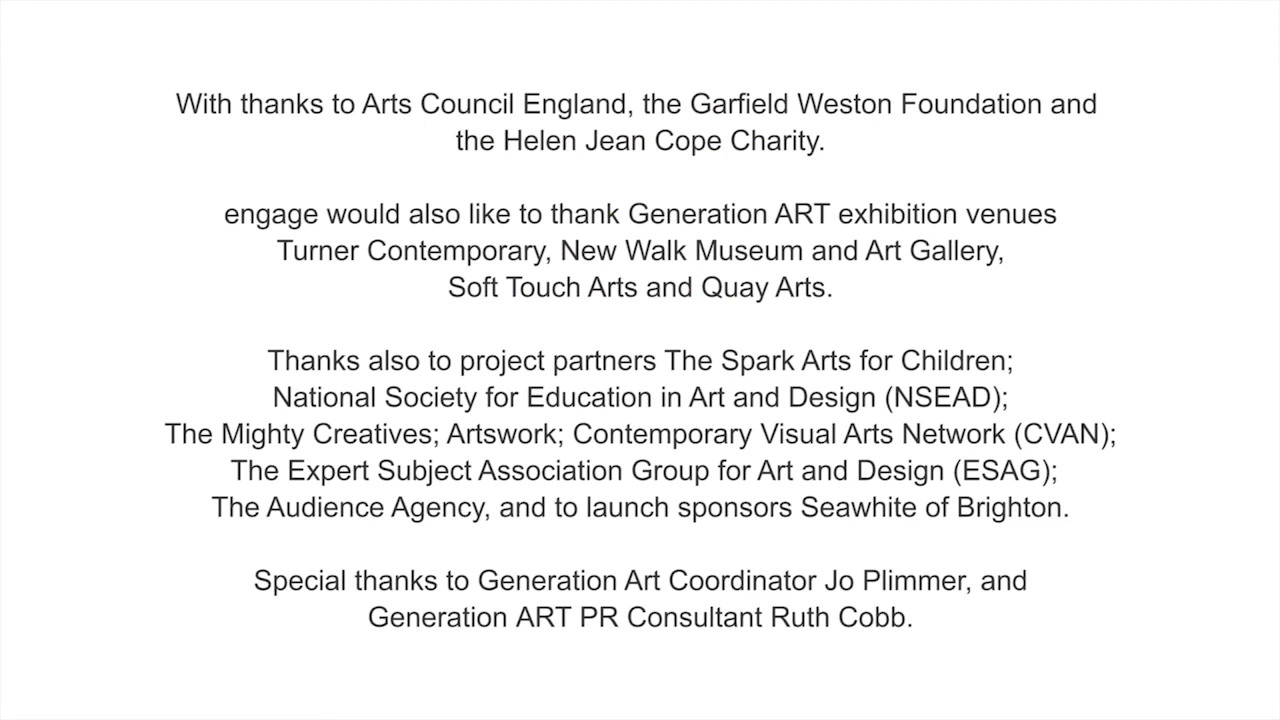 With thanks to Arts Council England, the Garfield Weston Foundation and
the Helen Jean Cope Charity.
engage would also like to thank Generation ART exhibition venues
Turner Contemporary, New Walk Museum and Art Gallery,
Soft Touch Arts and Quay Arts.
Thanks also to project partners The Spark Arts for Children;
National Society for Education in Art and Design (NSEAD);
The Mighty Creatives; Artswork; Contemporary Visual Arts Network (CVAN);
The Expert Subject Association Group for Art and Design (ESAG);
The Audience Agency, and to launch sponsors Seawhite of Brighton.
Special thanks to Generation Art Coordinator Jo Plimmer, and
Generation ART PR Consultant Ruth Cobb.